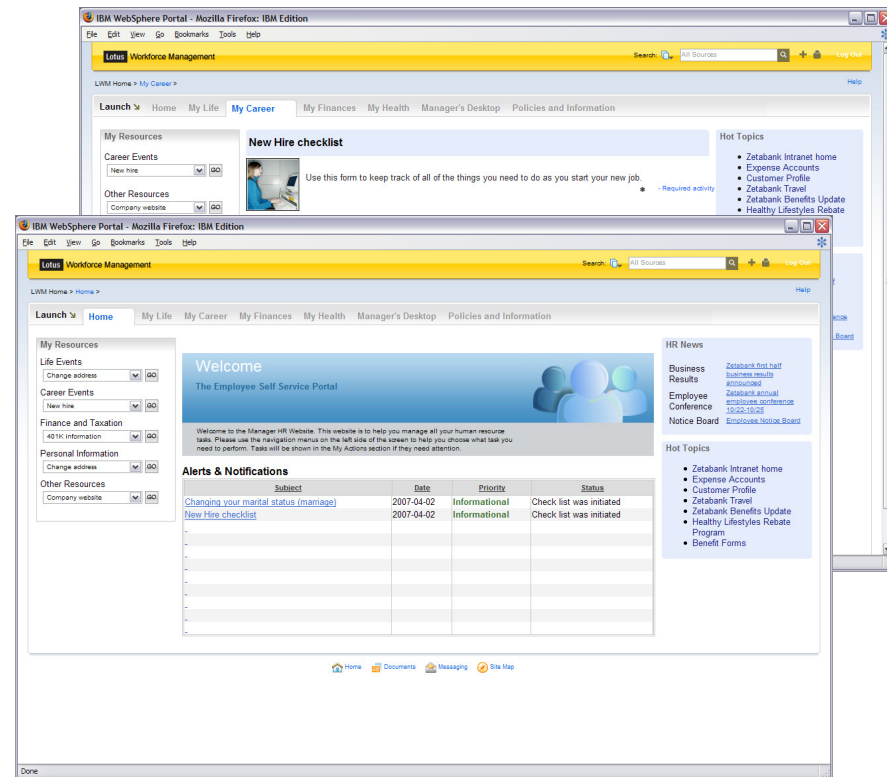 IBM WebSphere Portal - Mozilla Firefox: IBM Edition
File Edit View Go Bookmarks Tools Help
Lotus Workforce Management
Search: All Sources Log Out
LWM Home > My Career >
Help
Launch Home My Life My Career My Finances My Health Manager's Desktop Policies and Information
My Resources
Career Events
New hire GO
Other Resources
Company website GO
New Hire checklist
Use this form to keep track of all of the things you need to do as you start your new job.
* - Required activity
Hot Topics
• Zetabank Intranet home
• Expense Accounts
• Customer Profile
• Zetabank Travel
• Zetabank Benefits Update
• Healthy Lifestyles Rebate
Board
IBM WebSphere Portal - Mozilla Firefox: IBM Edition
File Edit View Go Bookmarks Tools Help
Lotus Workforce Management
Search: All Sources Log Out
LWM Home > Home >
Help
Launch Home My Life My Career My Finances My Health Manager's Desktop Policies and Information
My Resources
Life Events
Change address GO
Career Events
New hire GO
Finance and Taxation
401K information GO
Personal Information
Change address GO
Other Resources
Company website GO
Welcome
The Employee Self Service Portal
Welcome to the Manager HR Website. This website is to help you manage all your human resource
tasks. Please use the navigation menus on the left side of the screen to help you choose what task you
need to perform. Tasks will be shown in the My Actions section if they need attention.
Alerts & Notifications
Subject Date Priority Status
Changing your marital status (marriage) 2007-04-02 Informational Check list was initiated
New Hire checklist 2007-04-02 Informational Check list was initiated
-
-
-
-
-
-
-
-
-
HR News
Business Results
Zetabank first half
business results
announced
Employee Conference
Zetabank annual
employee conference
10/22-10/26
Notice Board Employee Notice Board
Hot Topics
• Zetabank Intranet home
• Expense Accounts
• Customer Profile
• Zetabank Travel
• Zetabank Benefits Update
• Healthy Lifestyles Rebate
Program
• Benefit Forms
Home Documents Messaging Site Map
Done